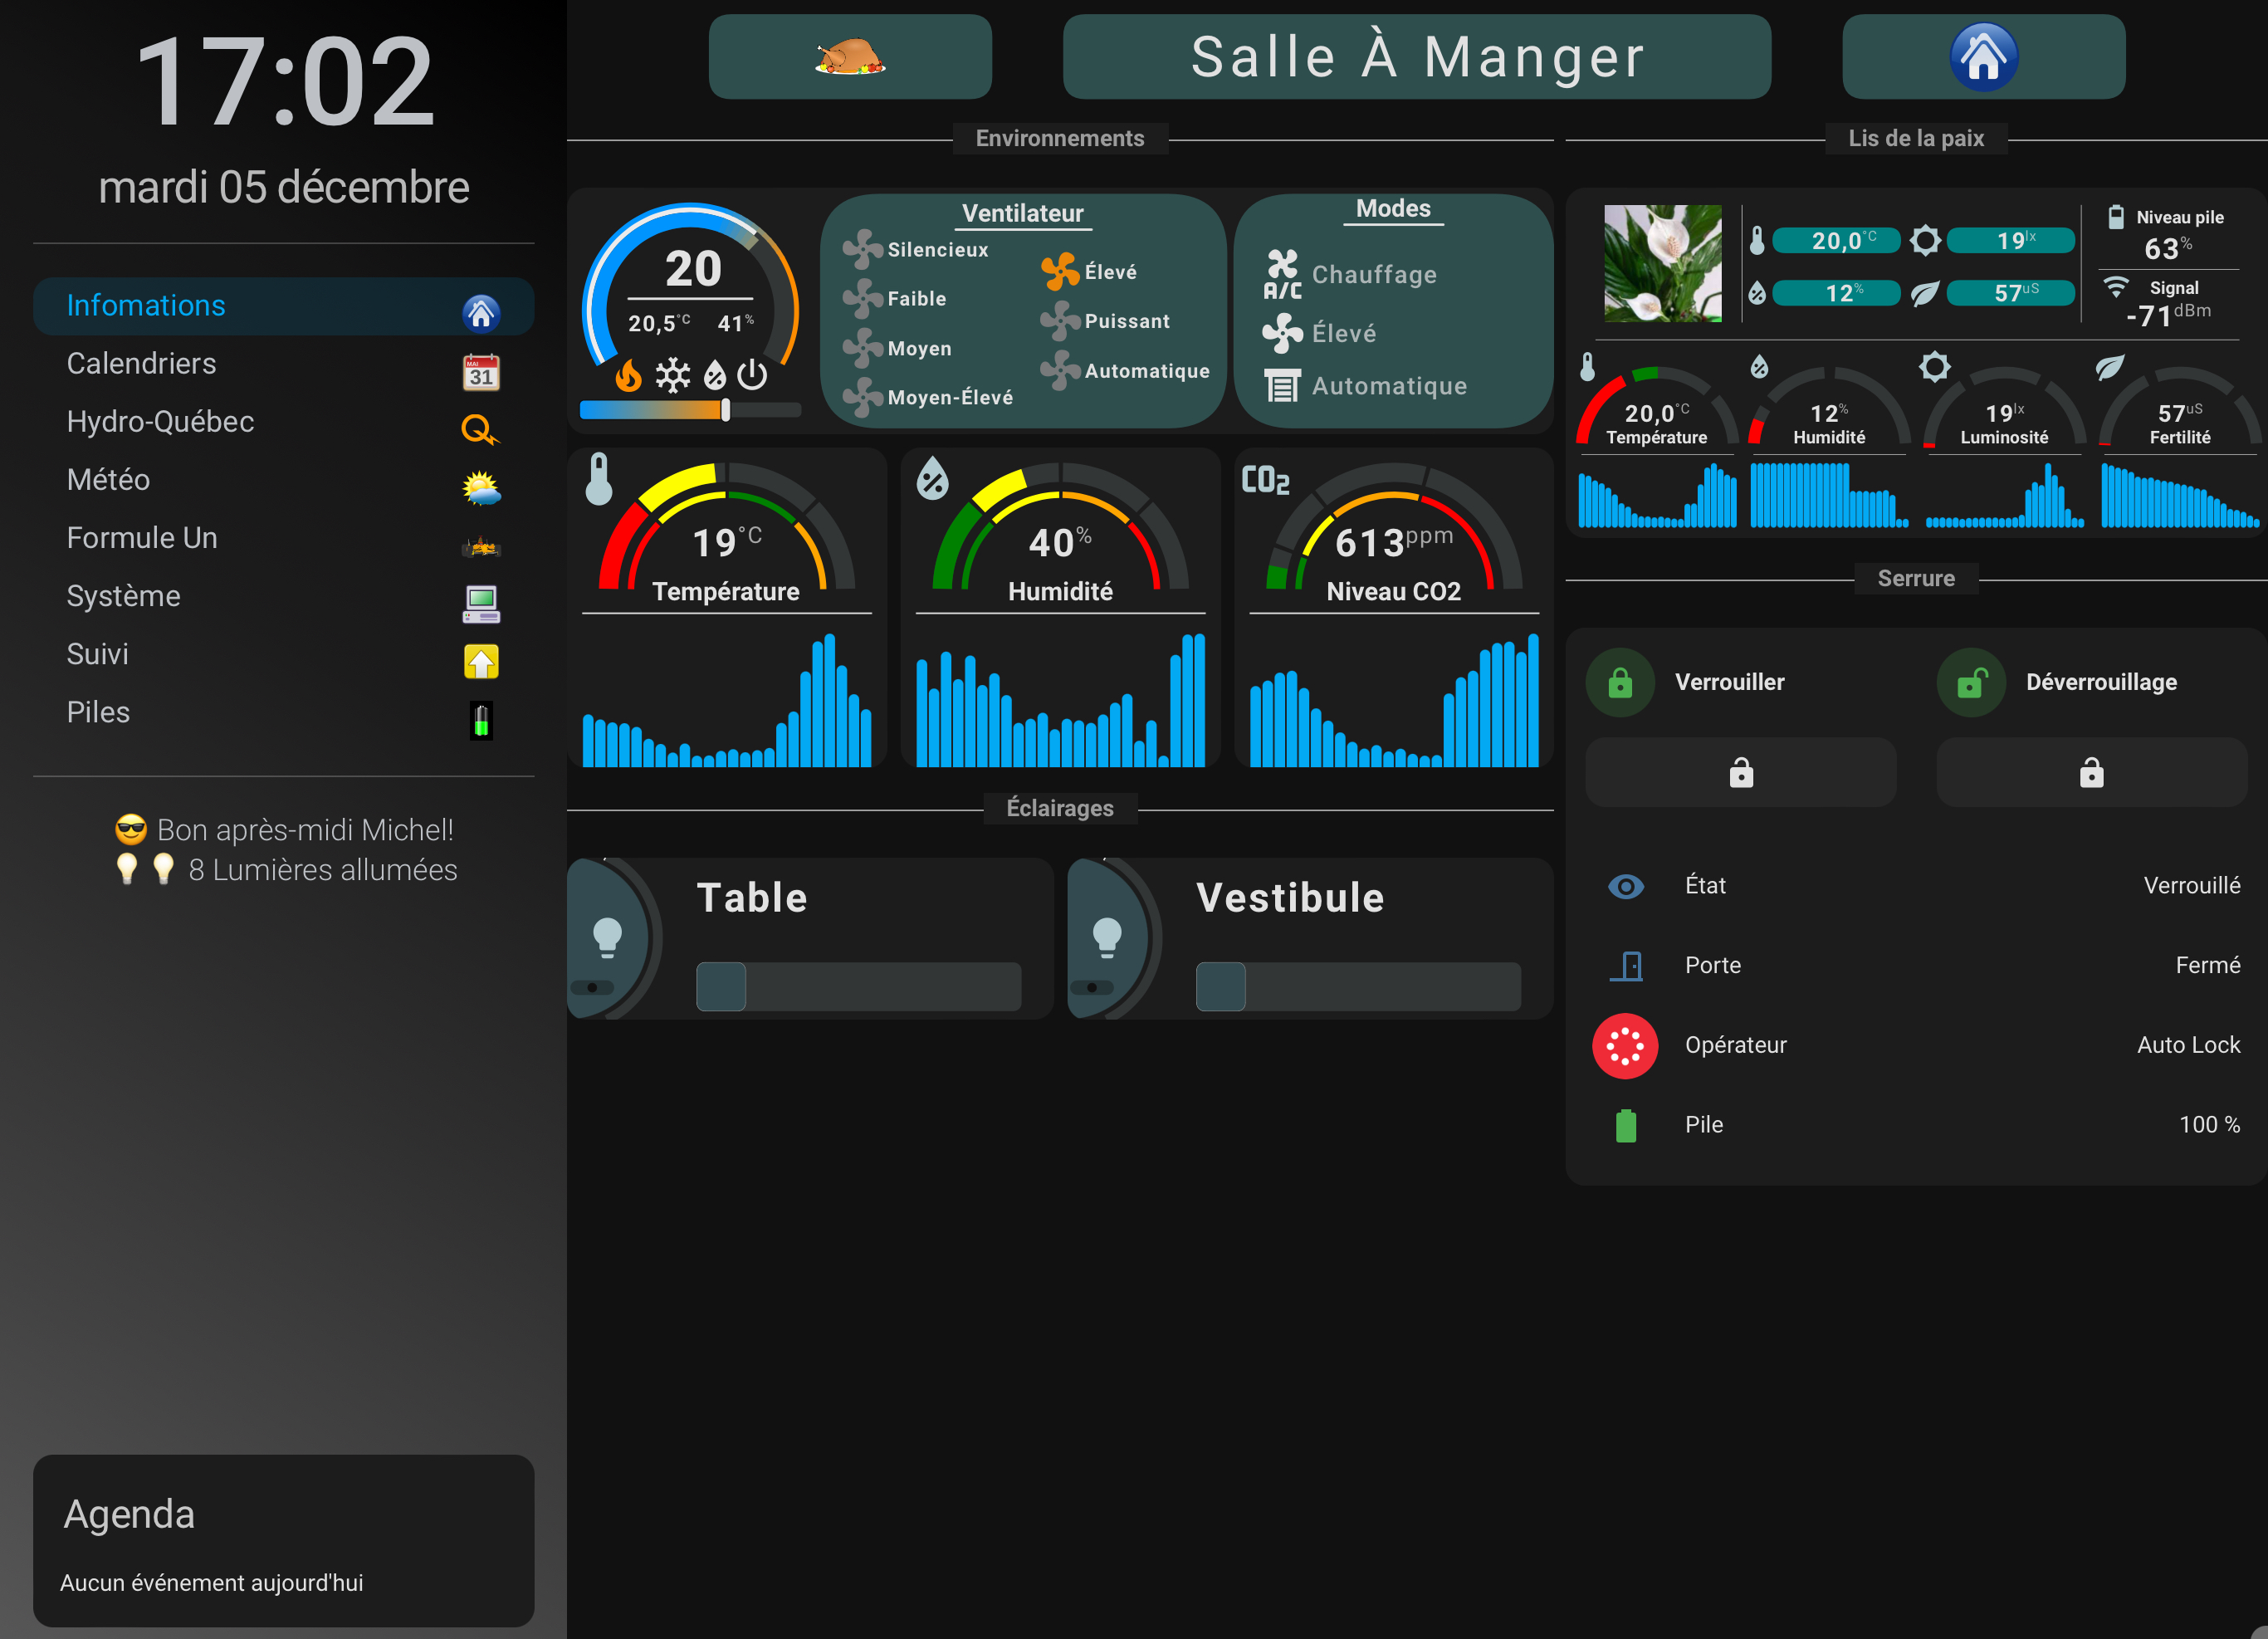 17:02
mardi 05 décembre
Infomations
Calendriers
MAI
31
Hydro-Québec
Météo
Formule Un
Système
Suivi
Piles
😎 Bon après-midi Michel!
💡 💡 8 Lumières allumées
Agenda
Aucun événement aujourd'hui
Salle À Manger
Environnements
20
20,5°C 41%
Ventilateur
Silencieux
Faible
Moyen
Moyen-Élevé
Élevé
Puissant
Automatique
Modes
A/C Chauffage
Élevé
Automatique
19°C
Température
40%
Humidité
CO2
613ppm
Niveau CO2
Éclairages
Table
Vestibule
Lis de la paix
20,0°C
19lx
12%
57uS
Niveau pile
63%
Signal
-71dBm
20,0°C
Température
12%
Humidité
19lx
Luminosité
57uS
Fertilité
Serrure
Verrouiller
Déverrouillage
État Verrouillé
Porte Fermé
Opérateur Auto Lock
Pile 100 %